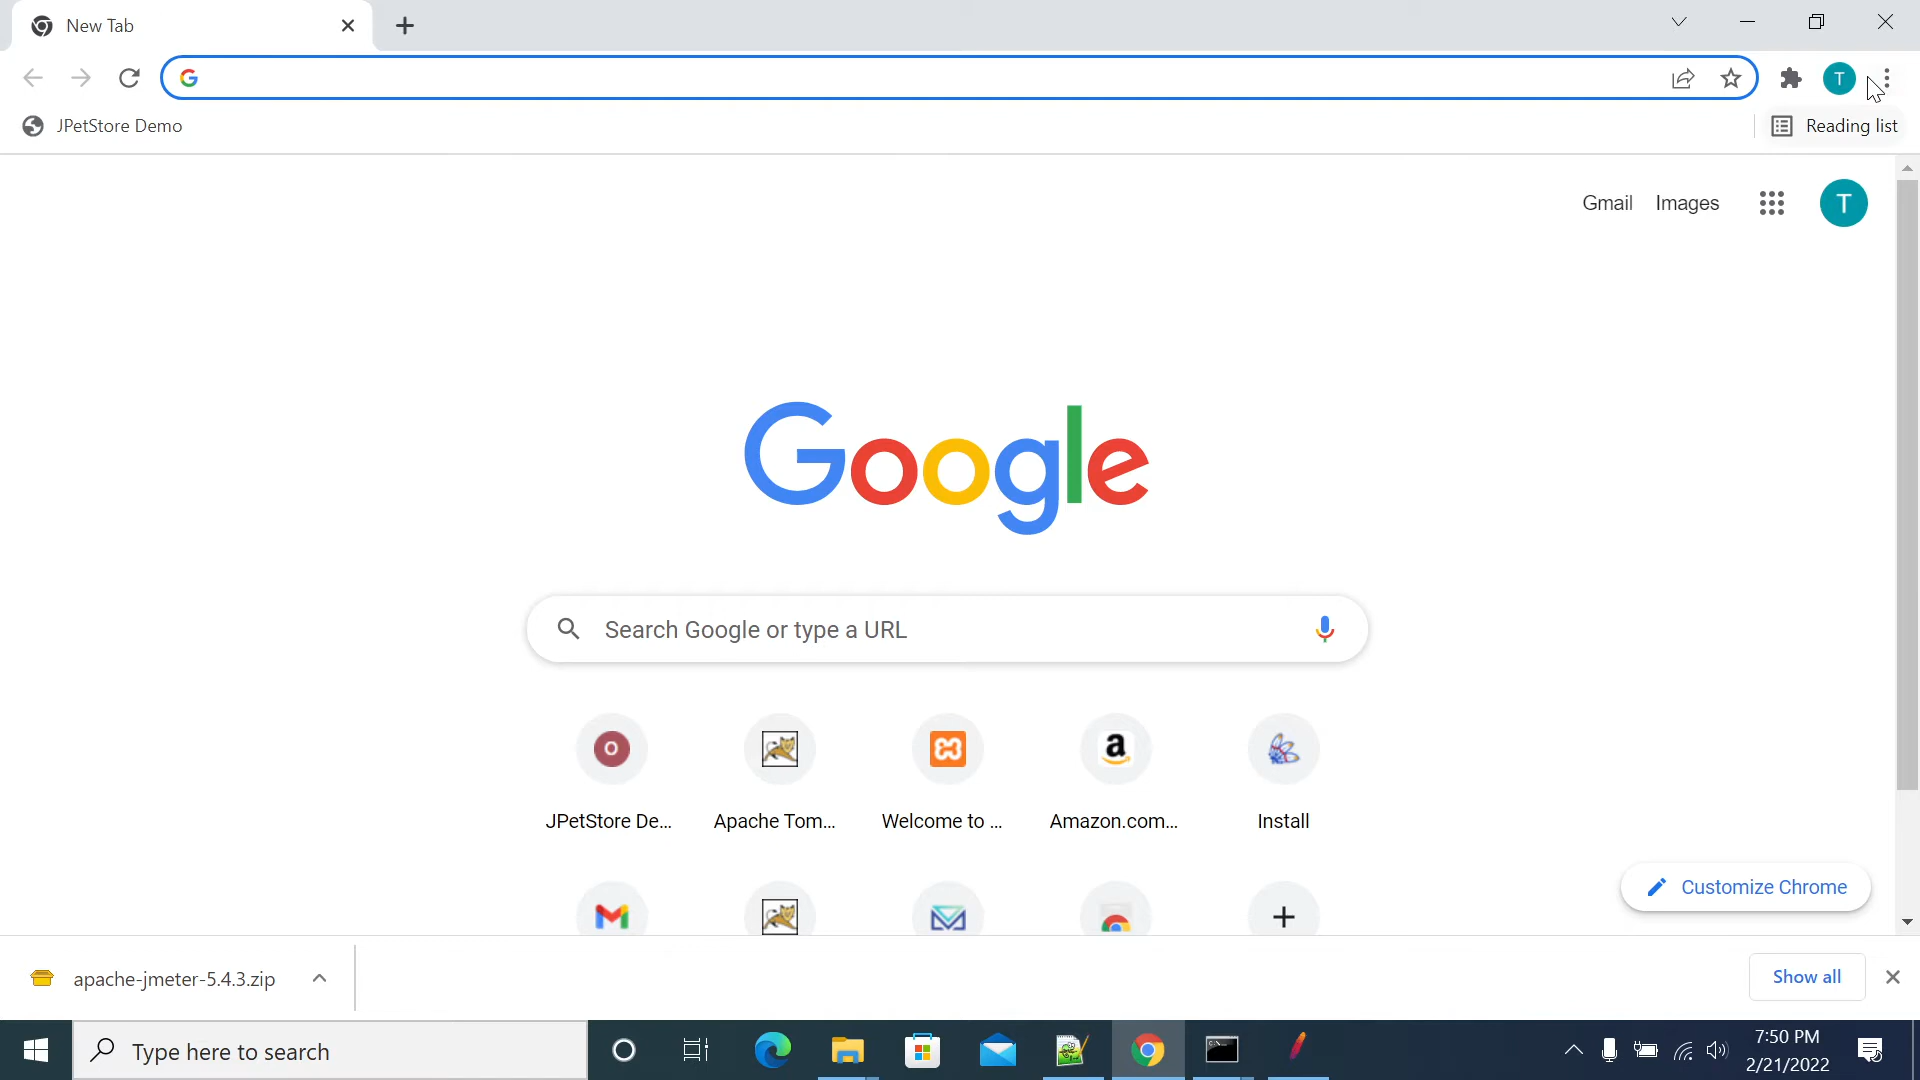 New Tab
JPetStore Demo
Reading list
Gmail Images
T
T
Google
Search Google or type a URL
O
a
JPetStore De...
Apache Tom...
Welcome to ...
Amazon.com...
Install
Customize Chrome
apache-jmeter-5.4.3.zip
Show all
Type here to search
7:50 PM
2/21/2022